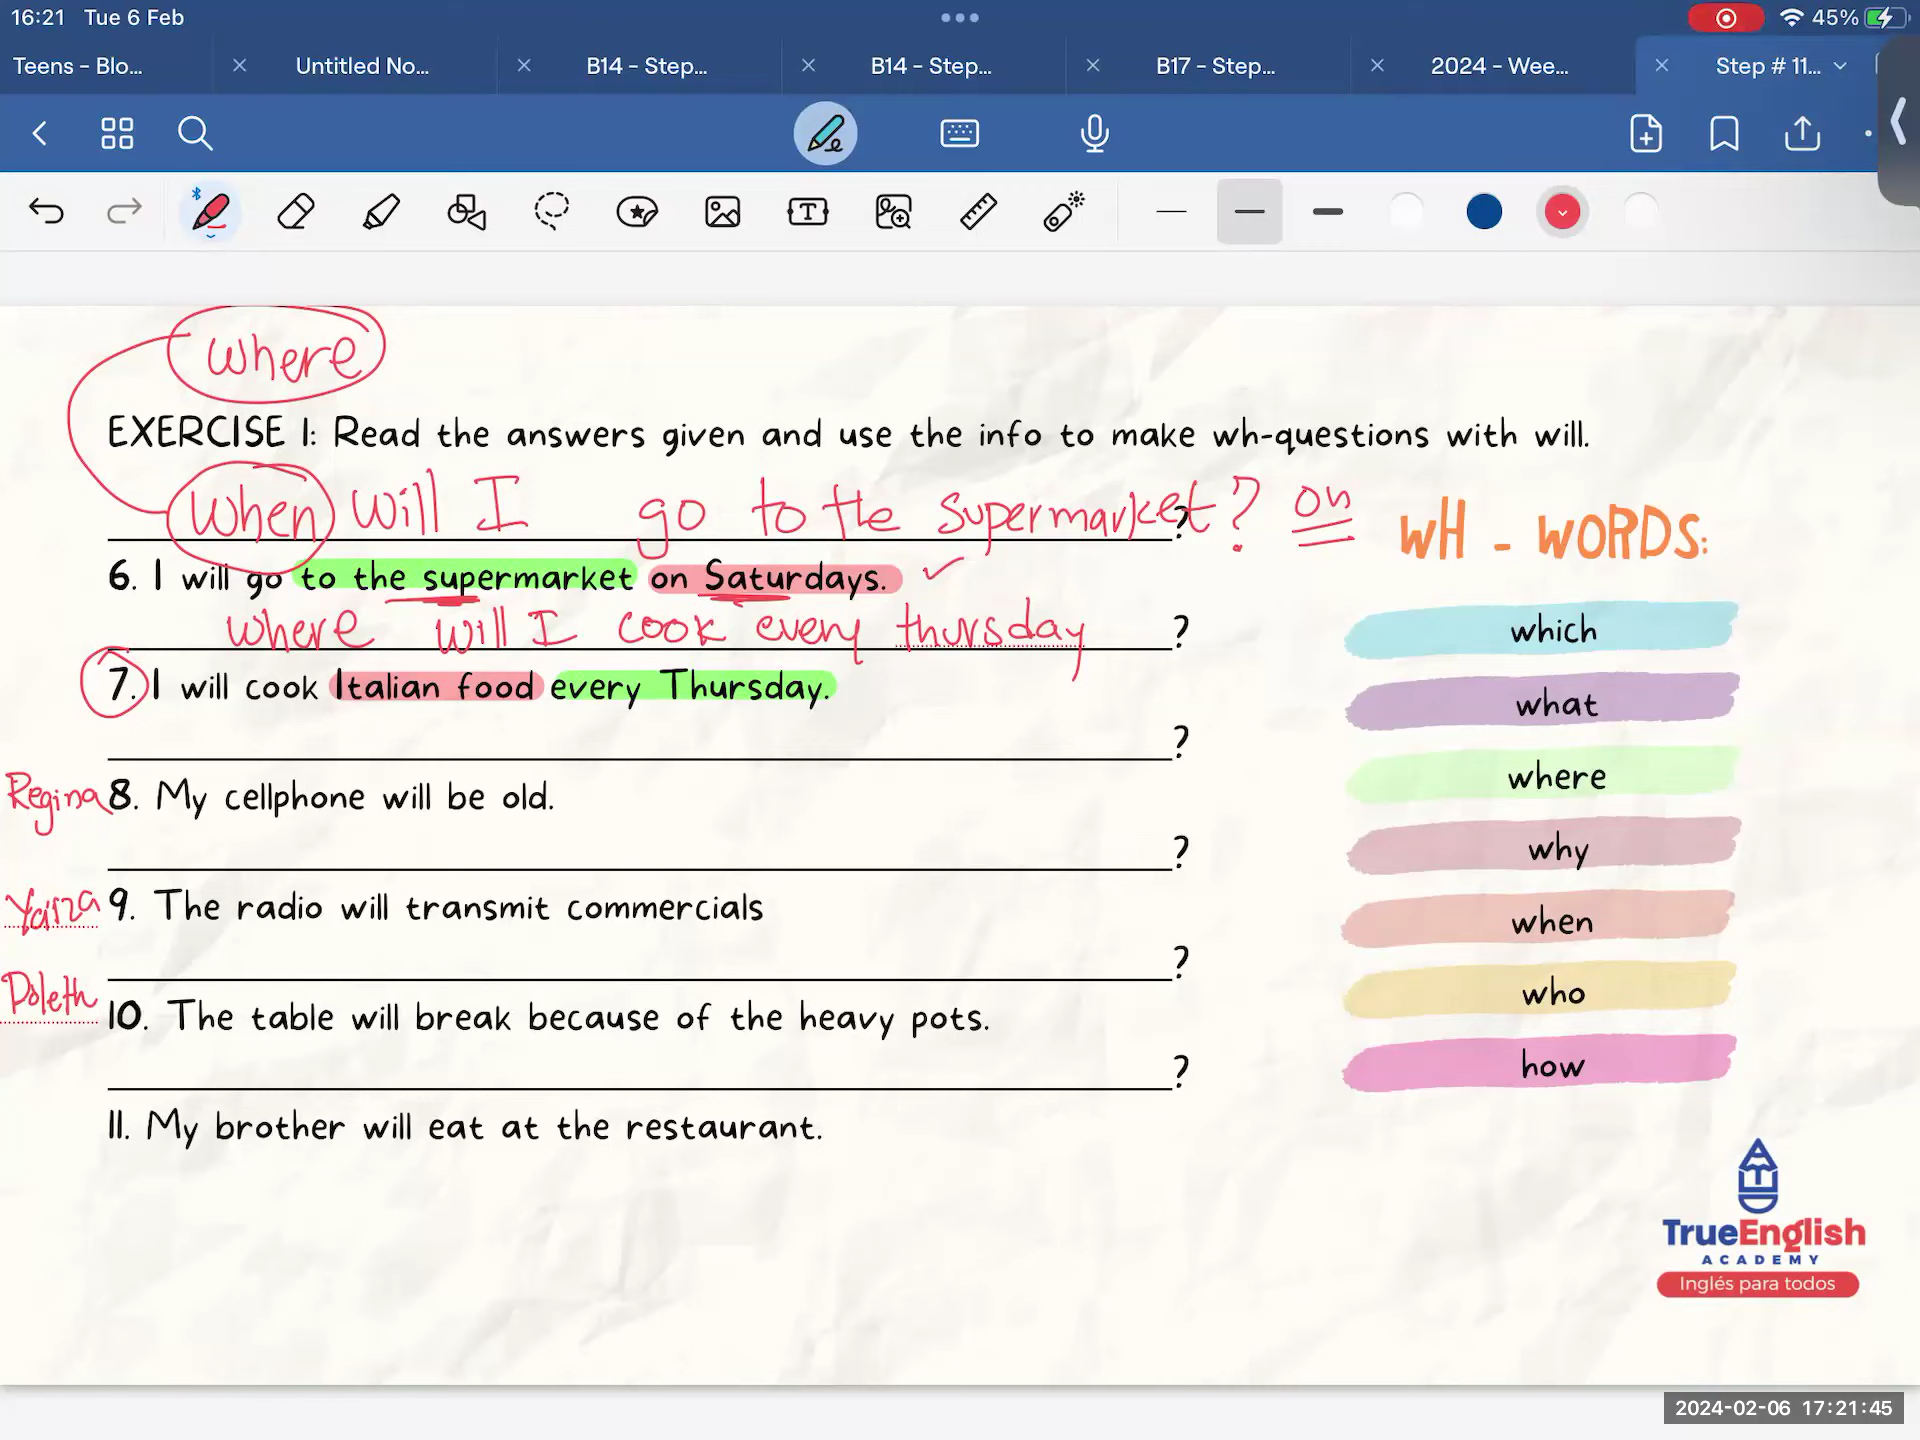 16:21 Tue 6 Feb 45%
Teens - Blo... Untitled No... B14 - Step... B14 - Step... B17 - Step... 2024 - Wee... Step # 11...
where
EXERCISE 1: Read the answers given and use the info to make wh-questions with will.
When will I go to the supermarket? ? on
6. I will go to the supermarket on Saturdays.
where will I cook every thursday ?
7. I will cook Italian food every Thursday.
?
Regina 8. My cellphone will be old.
?
Yaiza 9. The radio will transmit commercials
?
Poleth 10. The table will break because of the heavy pots.
?
11. My brother will eat at the restaurant.
WH - WORDS:
which
what
where
why
when
who
how
TrueEnglish
ACADEMY
Inglés para todos
2024-02-06 17:21:45